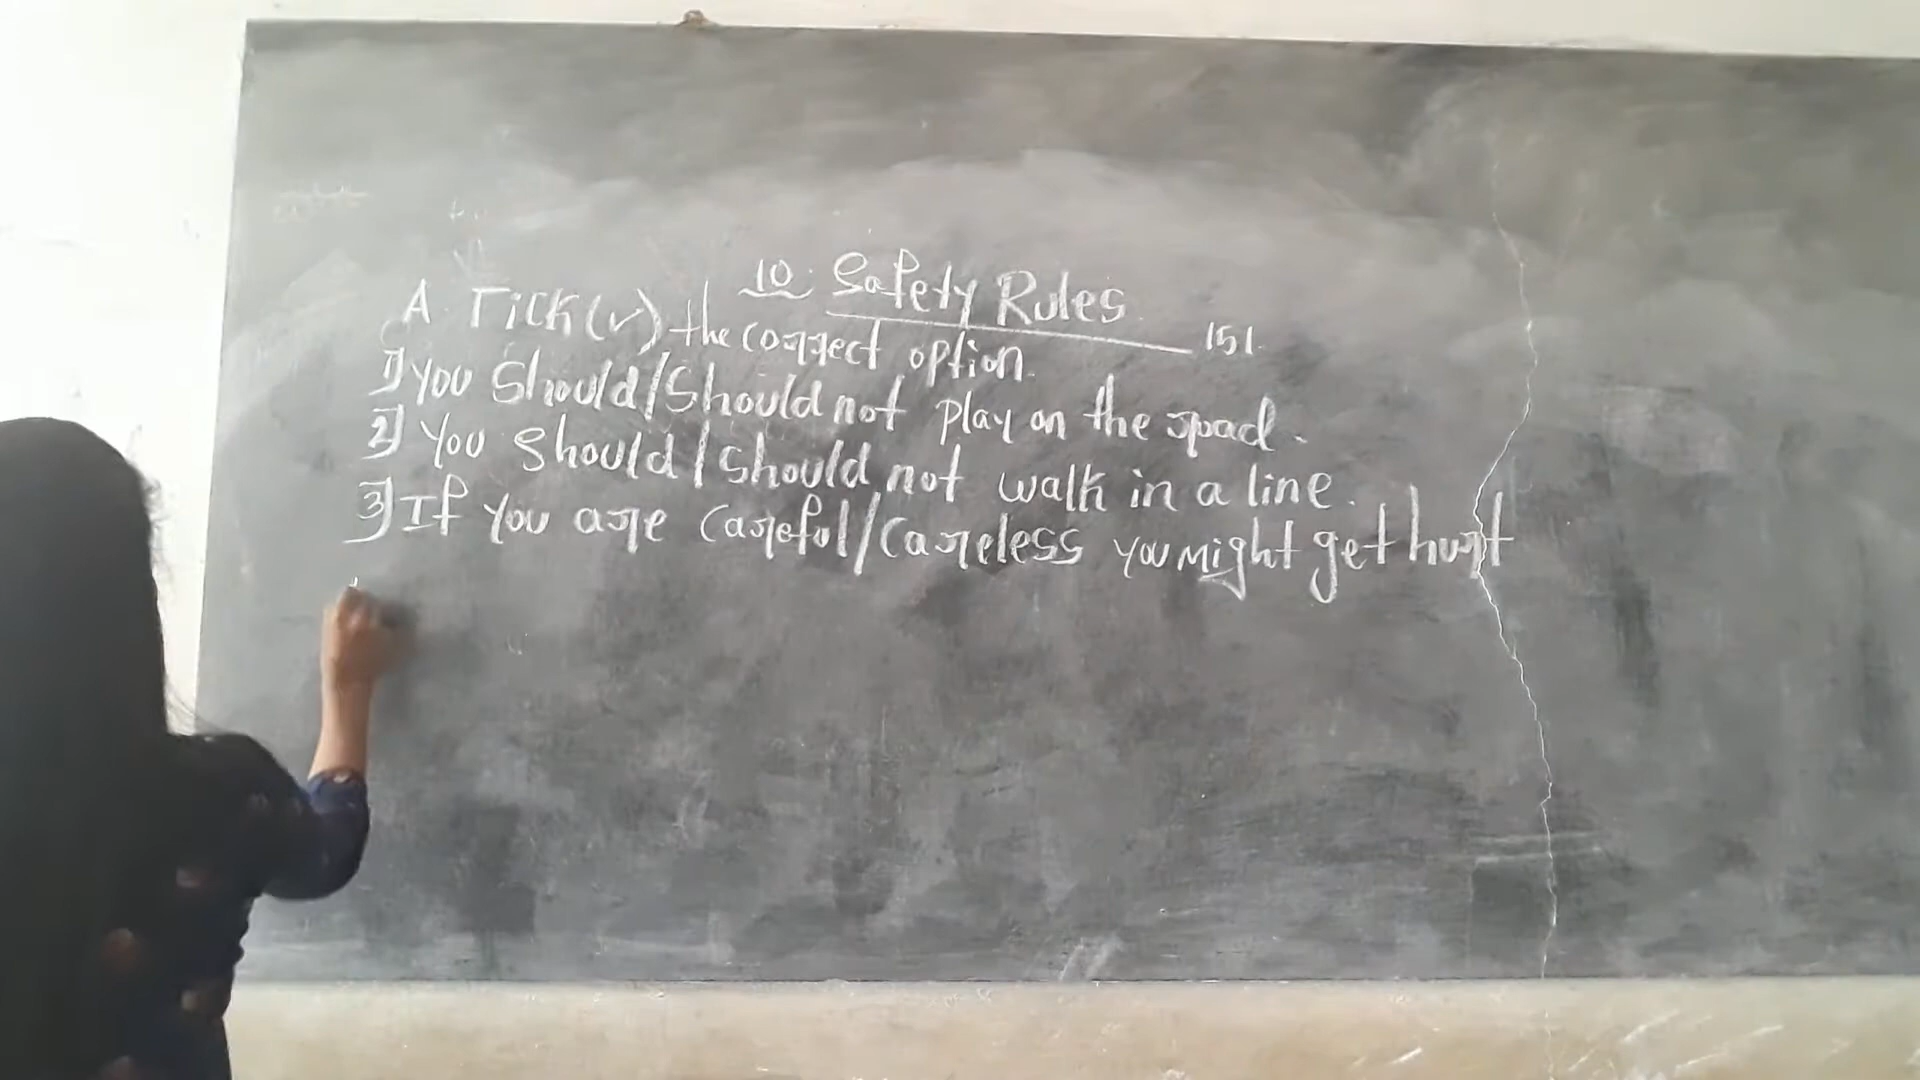 10. Safety Rules
151.
A. Tick (✓) the correct option.
1) You should/should not play on the road.
2) You should/should not walk in a line.
3) If you are careful/careless you might get hurt